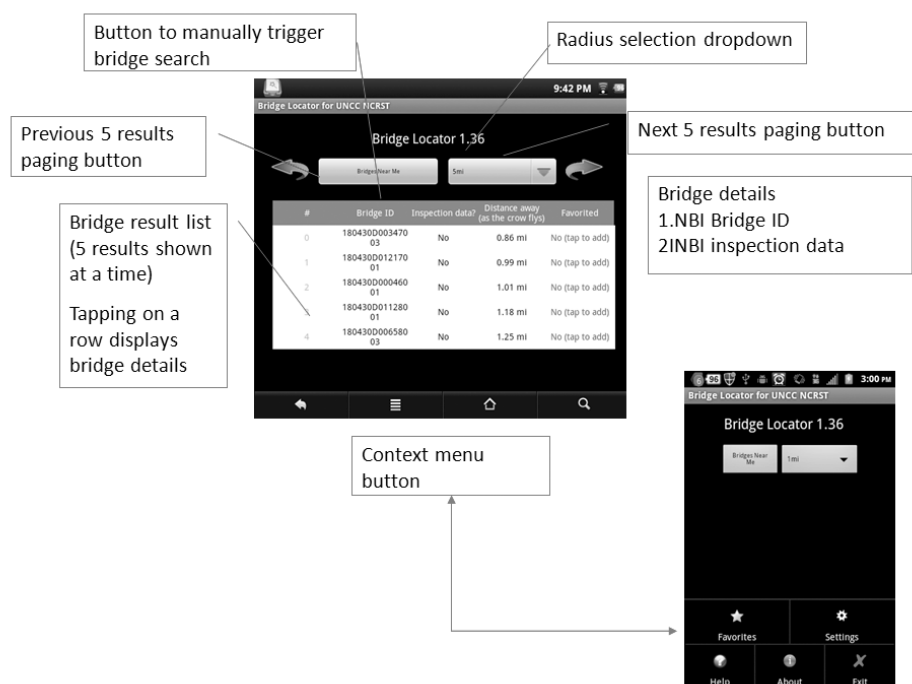 Button to manually trigger
bridge search
Radius selection dropdown
Previous 5 results
paging button
Next 5 results paging button
Bridge result list
(5 results shown
at a time)
Tapping on a
row displays
bridge details
Bridge details
1.NBI Bridge ID
2INBI inspection data
9:42 PM
Bridge Locator for UNCC NCRST
Bridge Locator 1.36
Bridges Near Me
5mi
# Bridge ID Inspection data? Distance away Favorited
(as the crow flys)
0 180430D003470 No 0.86 mi No (tap to add)
03
1 180430D012170 No 0.99 mi No (tap to add)
01
2 180430D000460 No 1.01 mi No (tap to add)
01
180430D011280 No 1.18 mi No (tap to add)
01
4 180430D006580 No 1.25 mi No (tap to add)
03
Context menu
button
96 3:00 PM
Bridge Locator for UNCC NCRST
Bridge Locator 1.36
Bridges Near
Me
1mi
Favorites Settings
Help About Exit